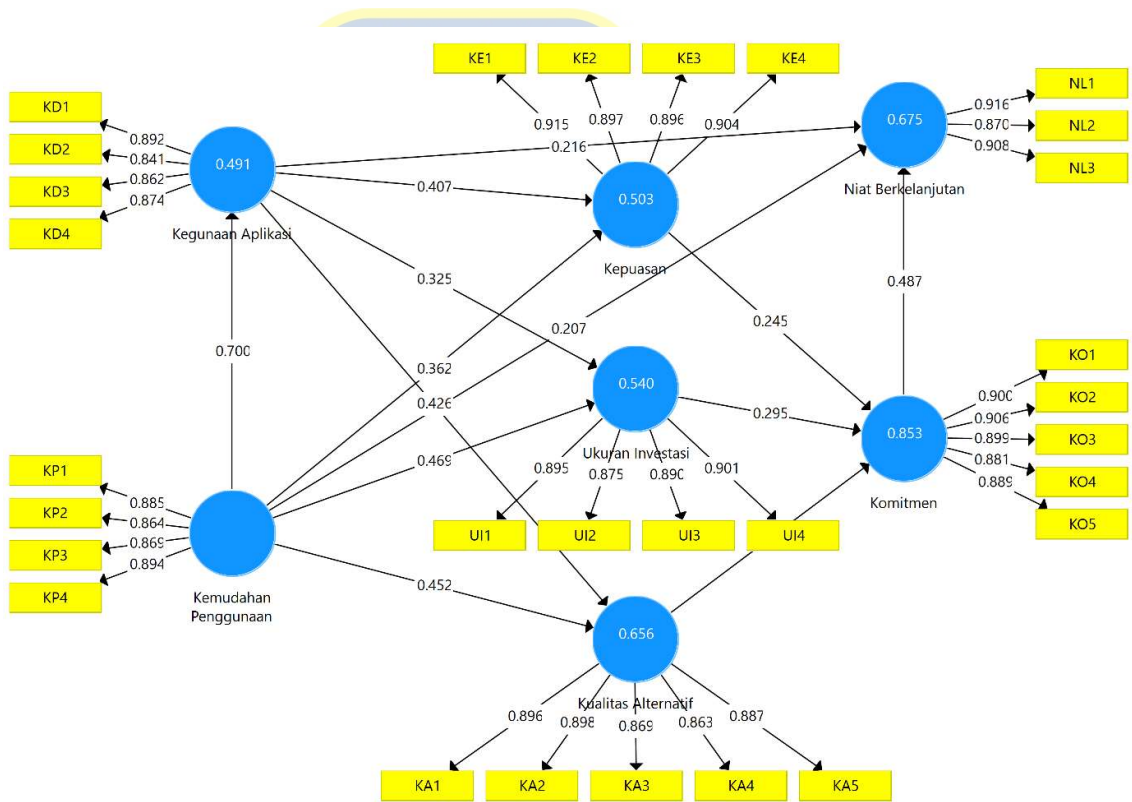 KE1
KE2
KE3
KE4
0.915
0.897
0.896
0.904
KD1
KD2
KD3
KD4
0.892
0.841
0.862
0.874
0.491
Kegunaan Aplikasi
0.216
0.407
0.503
Kepuasan
0.675
Niat Berkelanjutan
0.916
0.870
0.908
NL1
NL2
NL3
0.325
0.207
0.245
0.487
0.700
0.362
0.426
0.469
0.540
Ukuran Investasi
0.295
0.895
0.875
0.890
0.901
UI1
UI2
UI3
UI4
0.853
Komitmen
0.900
0.906
0.899
0.881
0.889
KO1
KO2
KO3
KO4
KO5
KP1
KP2
KP3
KP4
0.885
0.864
0.869
0.894
Kemudahan
Penggunaan
0.452
0.656
Kualitas Alternatif
0.896
0.898
0.869
0.863
0.887
KA1
KA2
KA3
KA4
KA5